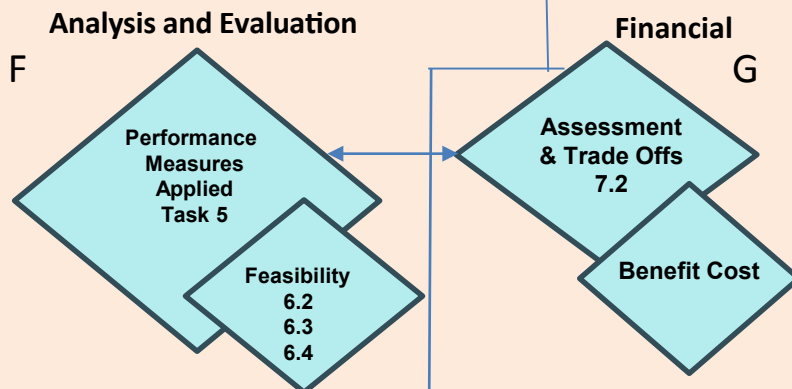 Analysis and Evaluation
F
Performance
Measures
Applied
Task 5
Feasibility
6.2
6.3
6.4
Financial
G
Assessment
& Trade Offs
7.2
Benefit Cost